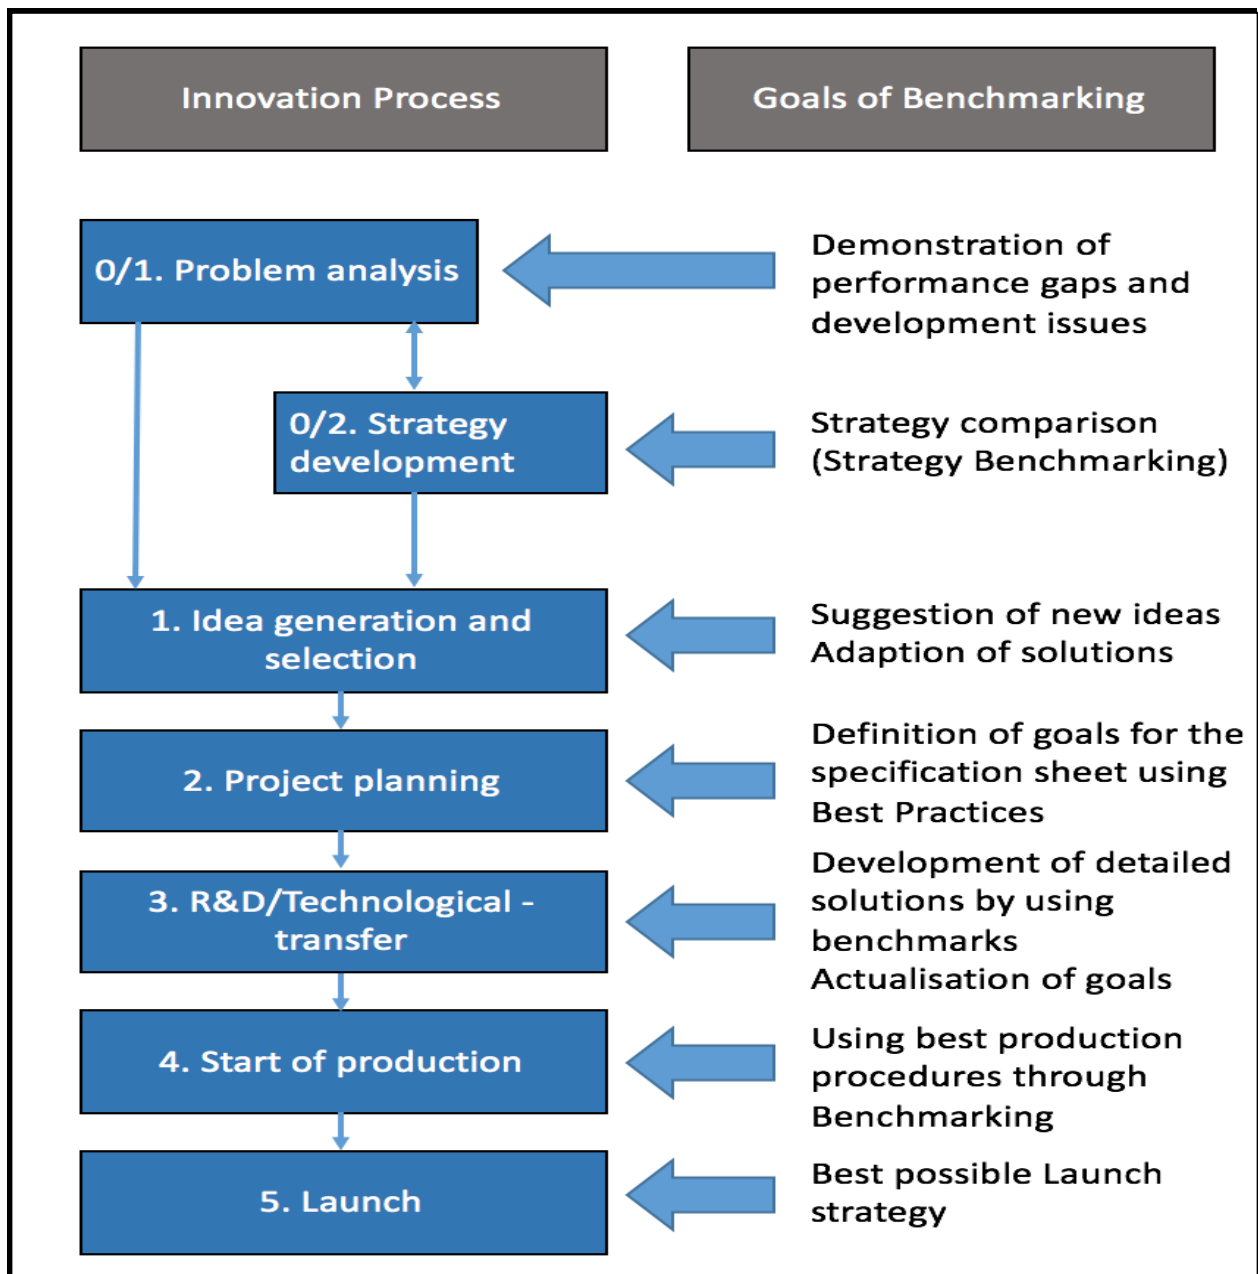 Innovation Process
Goals of Benchmarking
0/1. Problem analysis
Demonstration of
performance gaps and
development issues
0/2. Strategy
development
Strategy comparison
(Strategy Benchmarking)
1. Idea generation and
selection
Suggestion of new ideas
Adaption of solutions
2. Project planning
Definition of goals for the
specification sheet using
Best Practices
3. R&D/Technological -
transfer
Development of detailed
solutions by using
benchmarks
Actualisation of goals
4. Start of production
Using best production
procedures through
Benchmarking
5. Launch
Best possible Launch
strategy